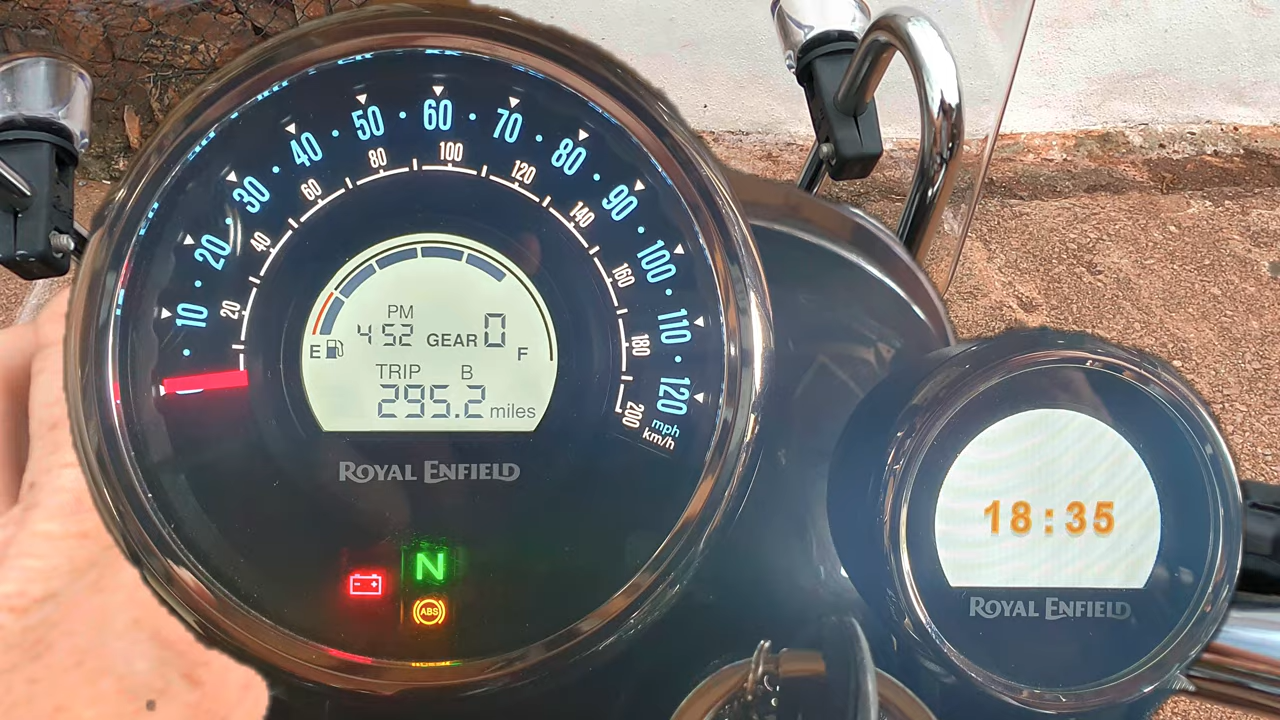 10 20 30 40 50 60 70 80 90 100 110 120
mph
20 40 60 80 100 120 140 160 180 200
km/h
PM
4 52 GEAR 0
E F
TRIP B
295.2 miles
ROYAL ENFIELD
N
ABS
18:35
ROYAL ENFIELD